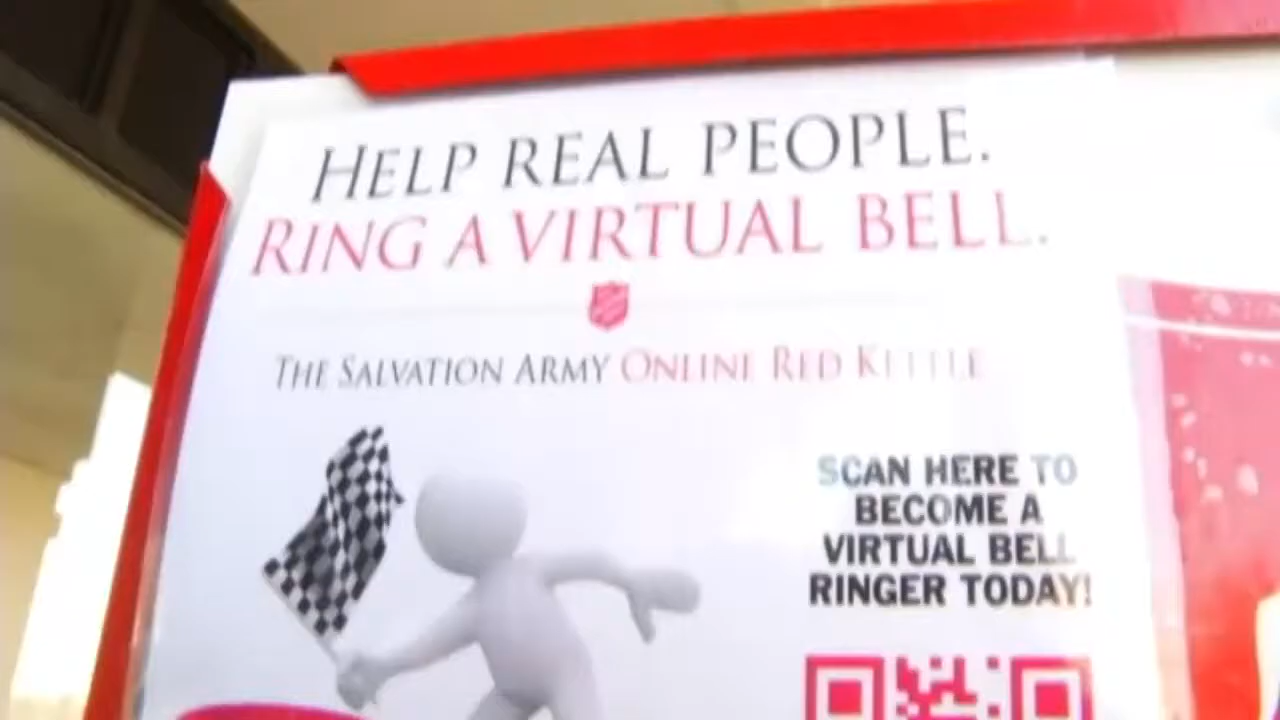 HELP REAL PEOPLE.
RING A VIRTUAL BELL.
THE SALVATION ARMY ONLINE RED KETTLE
SCAN HERE TO
BECOME A
VIRTUAL BELL
RINGER TODAY!